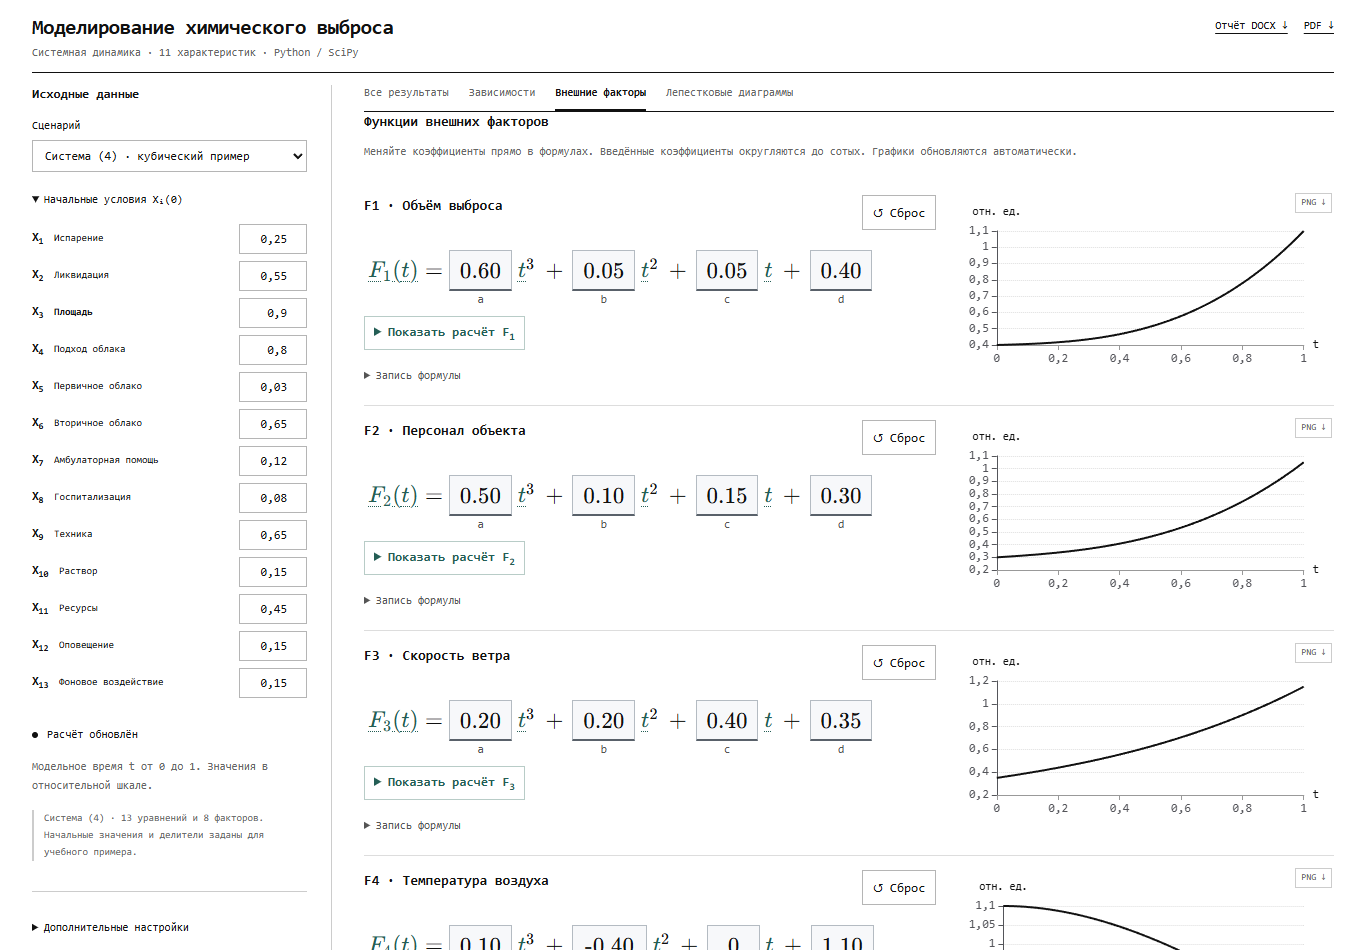 Моделирование химического выброса
Отчёт DOCX ↓ PDF ↓
Системная динамика · 11 характеристик · Python / SciPy
Исходные данные
Сценарий
Система (4) · кубический пример
▼ Начальные условия Xᵢ(0)
X₁ Испарение 0,25
X₂ Ликвидация 0,55
X₃ Площадь 0,9
X₄ Подход облака 0,8
X₅ Первичное облако 0,03
X₆ Вторичное облако 0,65
X₇ Амбулаторная помощь 0,12
X₈ Госпитализация 0,08
X₉ Техника 0,65
X₁₀ Раствор 0,15
X₁₁ Ресурсы 0,45
X₁₂ Оповещение 0,15
X₁₃ Фоновое воздействие 0,15
● Расчёт обновлён
Модельное время t от 0 до 1. Значения в
относительной шкале.
Система (4) · 13 уравнений и 8 факторов.
Начальные значения и делители заданы для
учебного примера.
▶ Дополнительные настройки
Все результаты Зависимости Внешние факторы Лепестковые диаграммы
Функции внешних факторов
Меняйте коэффициенты прямо в формулах. Введённые коэффициенты округляются до сотых. Графики обновляются автоматически.
F1 · Объём выброса
↺ Сброс
F₁(t) = 0.60 t³ + 0.05 t² + 0.05 t + 0.40
a b c d
▶ Показать расчёт F₁
▶ Запись формулы
PNG ↓
отн. ед.
1,1
1
0,9
0,8
0,7
0,6
0,5
0,4
t
0 0,2 0,4 0,6 0,8 1
F2 · Персонал объекта
↺ Сброс
F₂(t) = 0.50 t³ + 0.10 t² + 0.15 t + 0.30
a b c d
▶ Показать расчёт F₂
▶ Запись формулы
PNG ↓
отн. ед.
1,1
1
0,9
0,8
0,7
0,6
0,5
0,4
0,3
0,2
t
0 0,2 0,4 0,6 0,8 1
F3 · Скорость ветра
↺ Сброс
F₃(t) = 0.20 t³ + 0.20 t² + 0.40 t + 0.35
a b c d
▶ Показать расчёт F₃
▶ Запись формулы
PNG ↓
отн. ед.
1,2
1
0,8
0,6
0,4
0,2
t
0 0,2 0,4 0,6 0,8 1
F4 · Температура воздуха
↺ Сброс
F₄(t) = 0.10 t³ + -0.40 t² + 0 t + 1.10
PNG ↓
отн. ед.
1,1
1,05
1